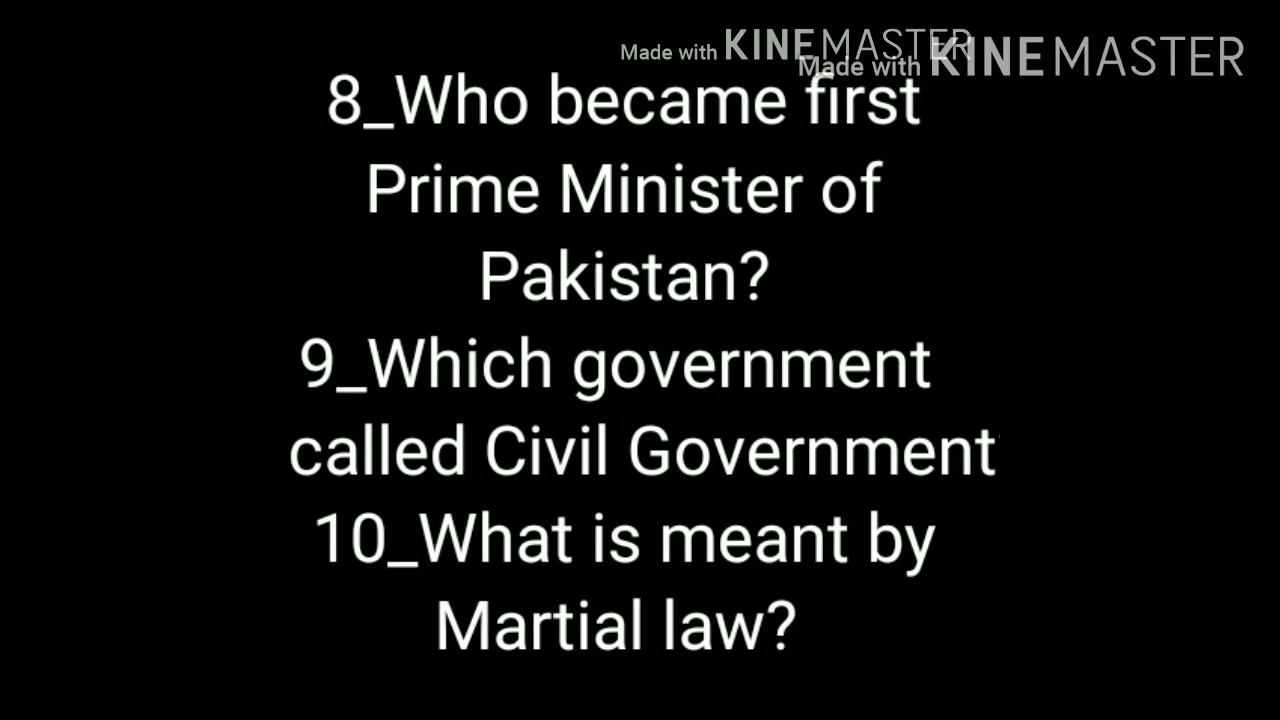 Made with KINEMASTER
Made with KINEMASTER
8_Who became first
Prime Minister of
Pakistan?
9_Which government
called Civil Government
10_What is meant by
Martial law?